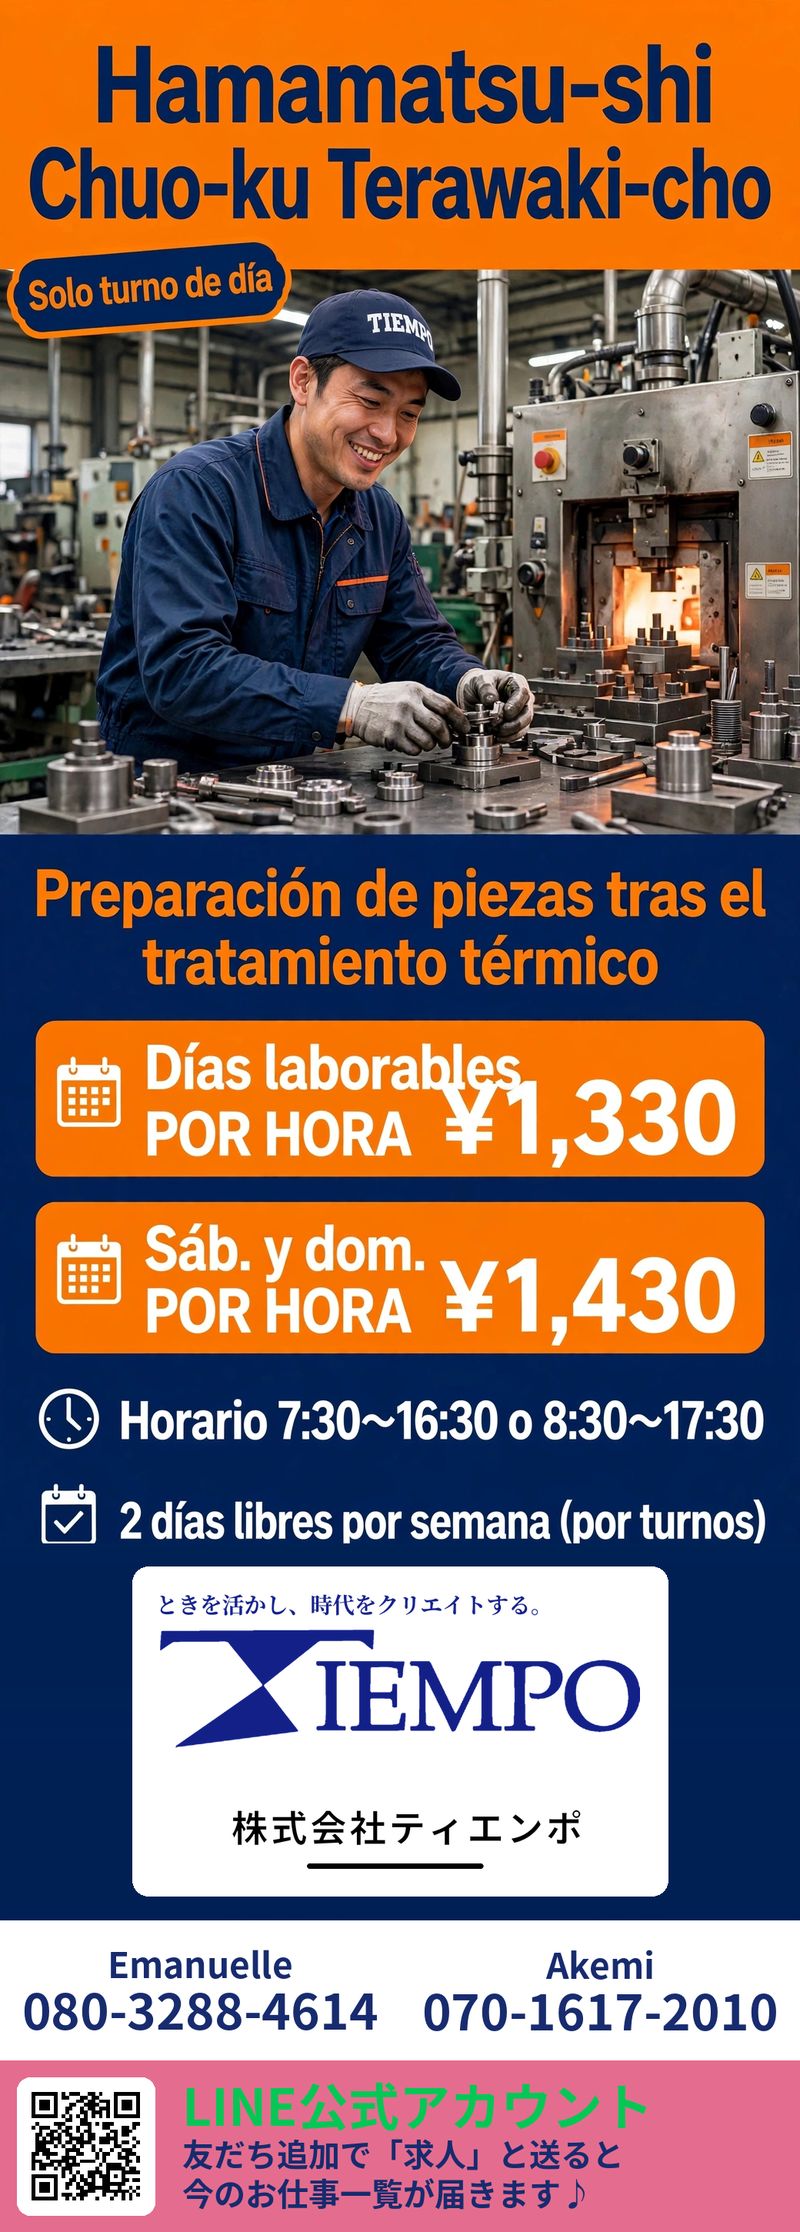 Hamamatsu-shi
Chuo-ku Terawaki-cho
Solo turno de día
TIEMPO
Preparación de piezas tras el
tratamiento térmico
Días laborables
POR HORA ¥1,330
Sáb. y dom.
POR HORA ¥1,430
Horario 7:30～16:30 o 8:30～17:30
2 días libres por semana (por turnos)
ときを活かし、時代をクリエイトする。
TIEMPO
株式会社ティエンポ
Emanuelle
080-3288-4614
Akemi
070-1617-2010
LINE公式アカウント
友だち追加で「求人」と送ると
今のお仕事一覧が届きます♪